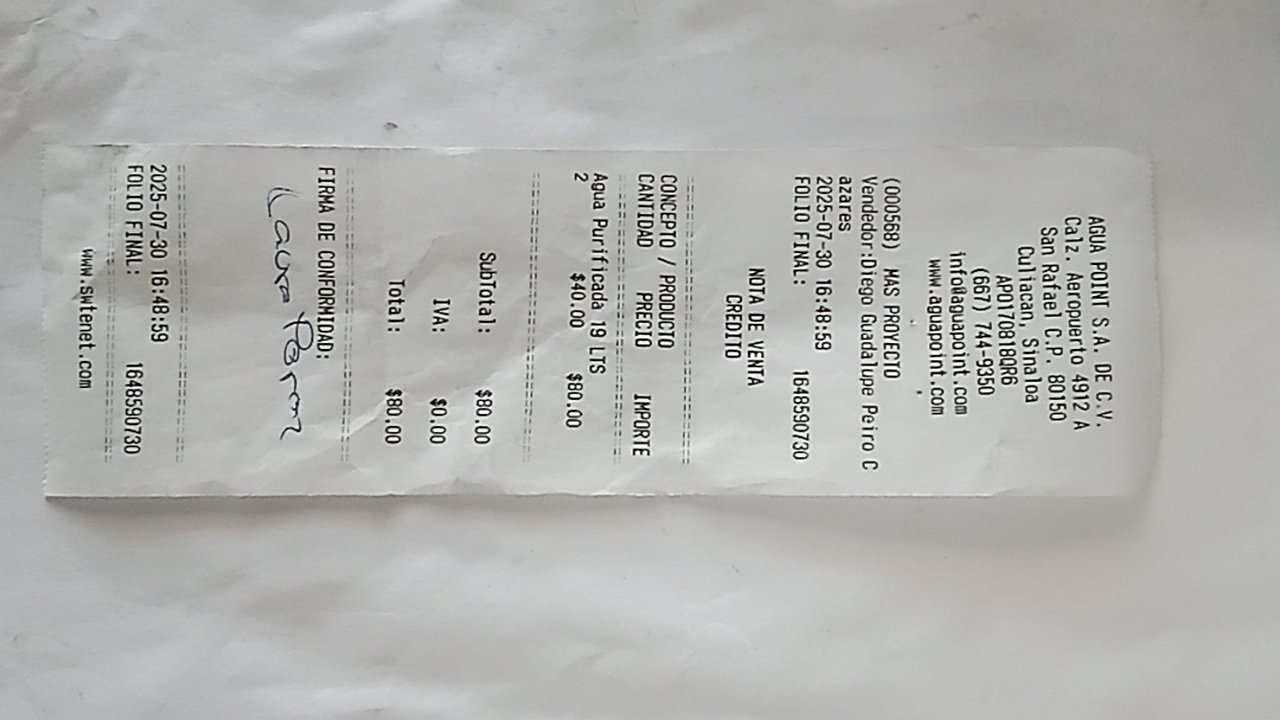 AGUA POINT S.A. DE C.V.
Calz. Aeropuerto 4912 A
San Rafael C.P. 80150
Culiacan, Sinaloa
APO170818QR6
(667) 744-9350
info@aguapoint.com
www.aguapoint.com
(000568) MAS PROYECTO
Vendedor:Diego Guadalupe Peiro C
azares
2025-07-30 16:48:59
FOLIO FINAL: 1648590730
NOTA DE VENTA
CREDITO
CONCEPTO / PRODUCTO
CANTIDAD PRECIO IMPORTE
Agua Purificada 19 LTS
2 $40.00 $80.00
SubTotal: $80.00
IVA: $0.00
Total: $80.00
FIRMA DE CONFORMIDAD:
Laura
2025-07-30 16:48:59
FOLIO FINAL: 1648590730
www.swtenet.com